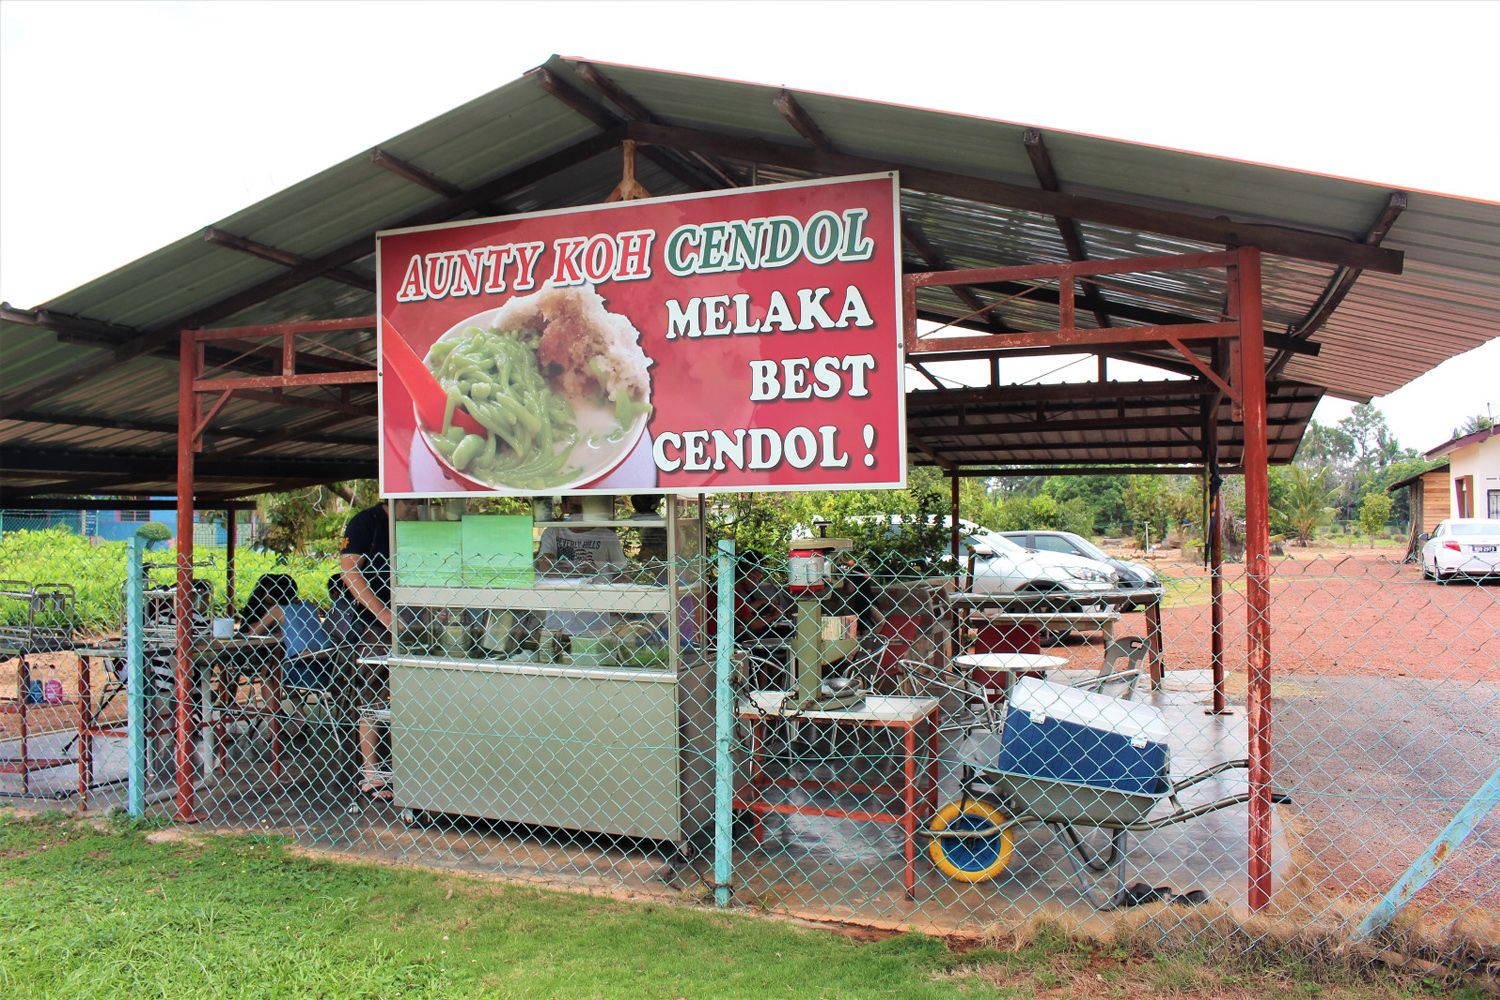 AUNTY KOH CENDOL
MELAKA
BEST
CENDOL !